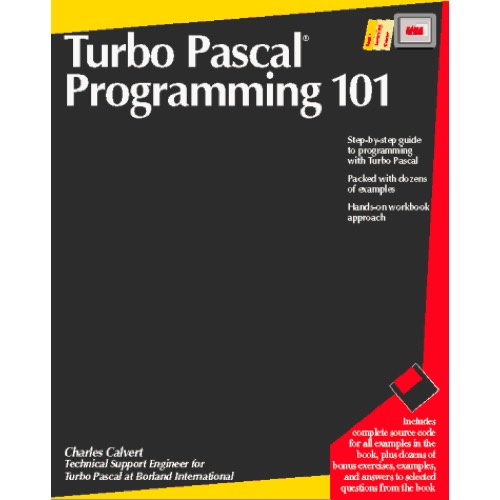 Turbo Pascal®
Programming 101
Step-by-step guide
to programming
with Turbo Pascal
Packed with dozens
of examples
Hands-on workbook
approach
Includes
complete source code
for all examples in the
book, plus dozens of
bonus exercises, examples,
and answers to selected
questions from the book
Charles Calvert
Technical Support Engineer for
Turbo Pascal at Borland International